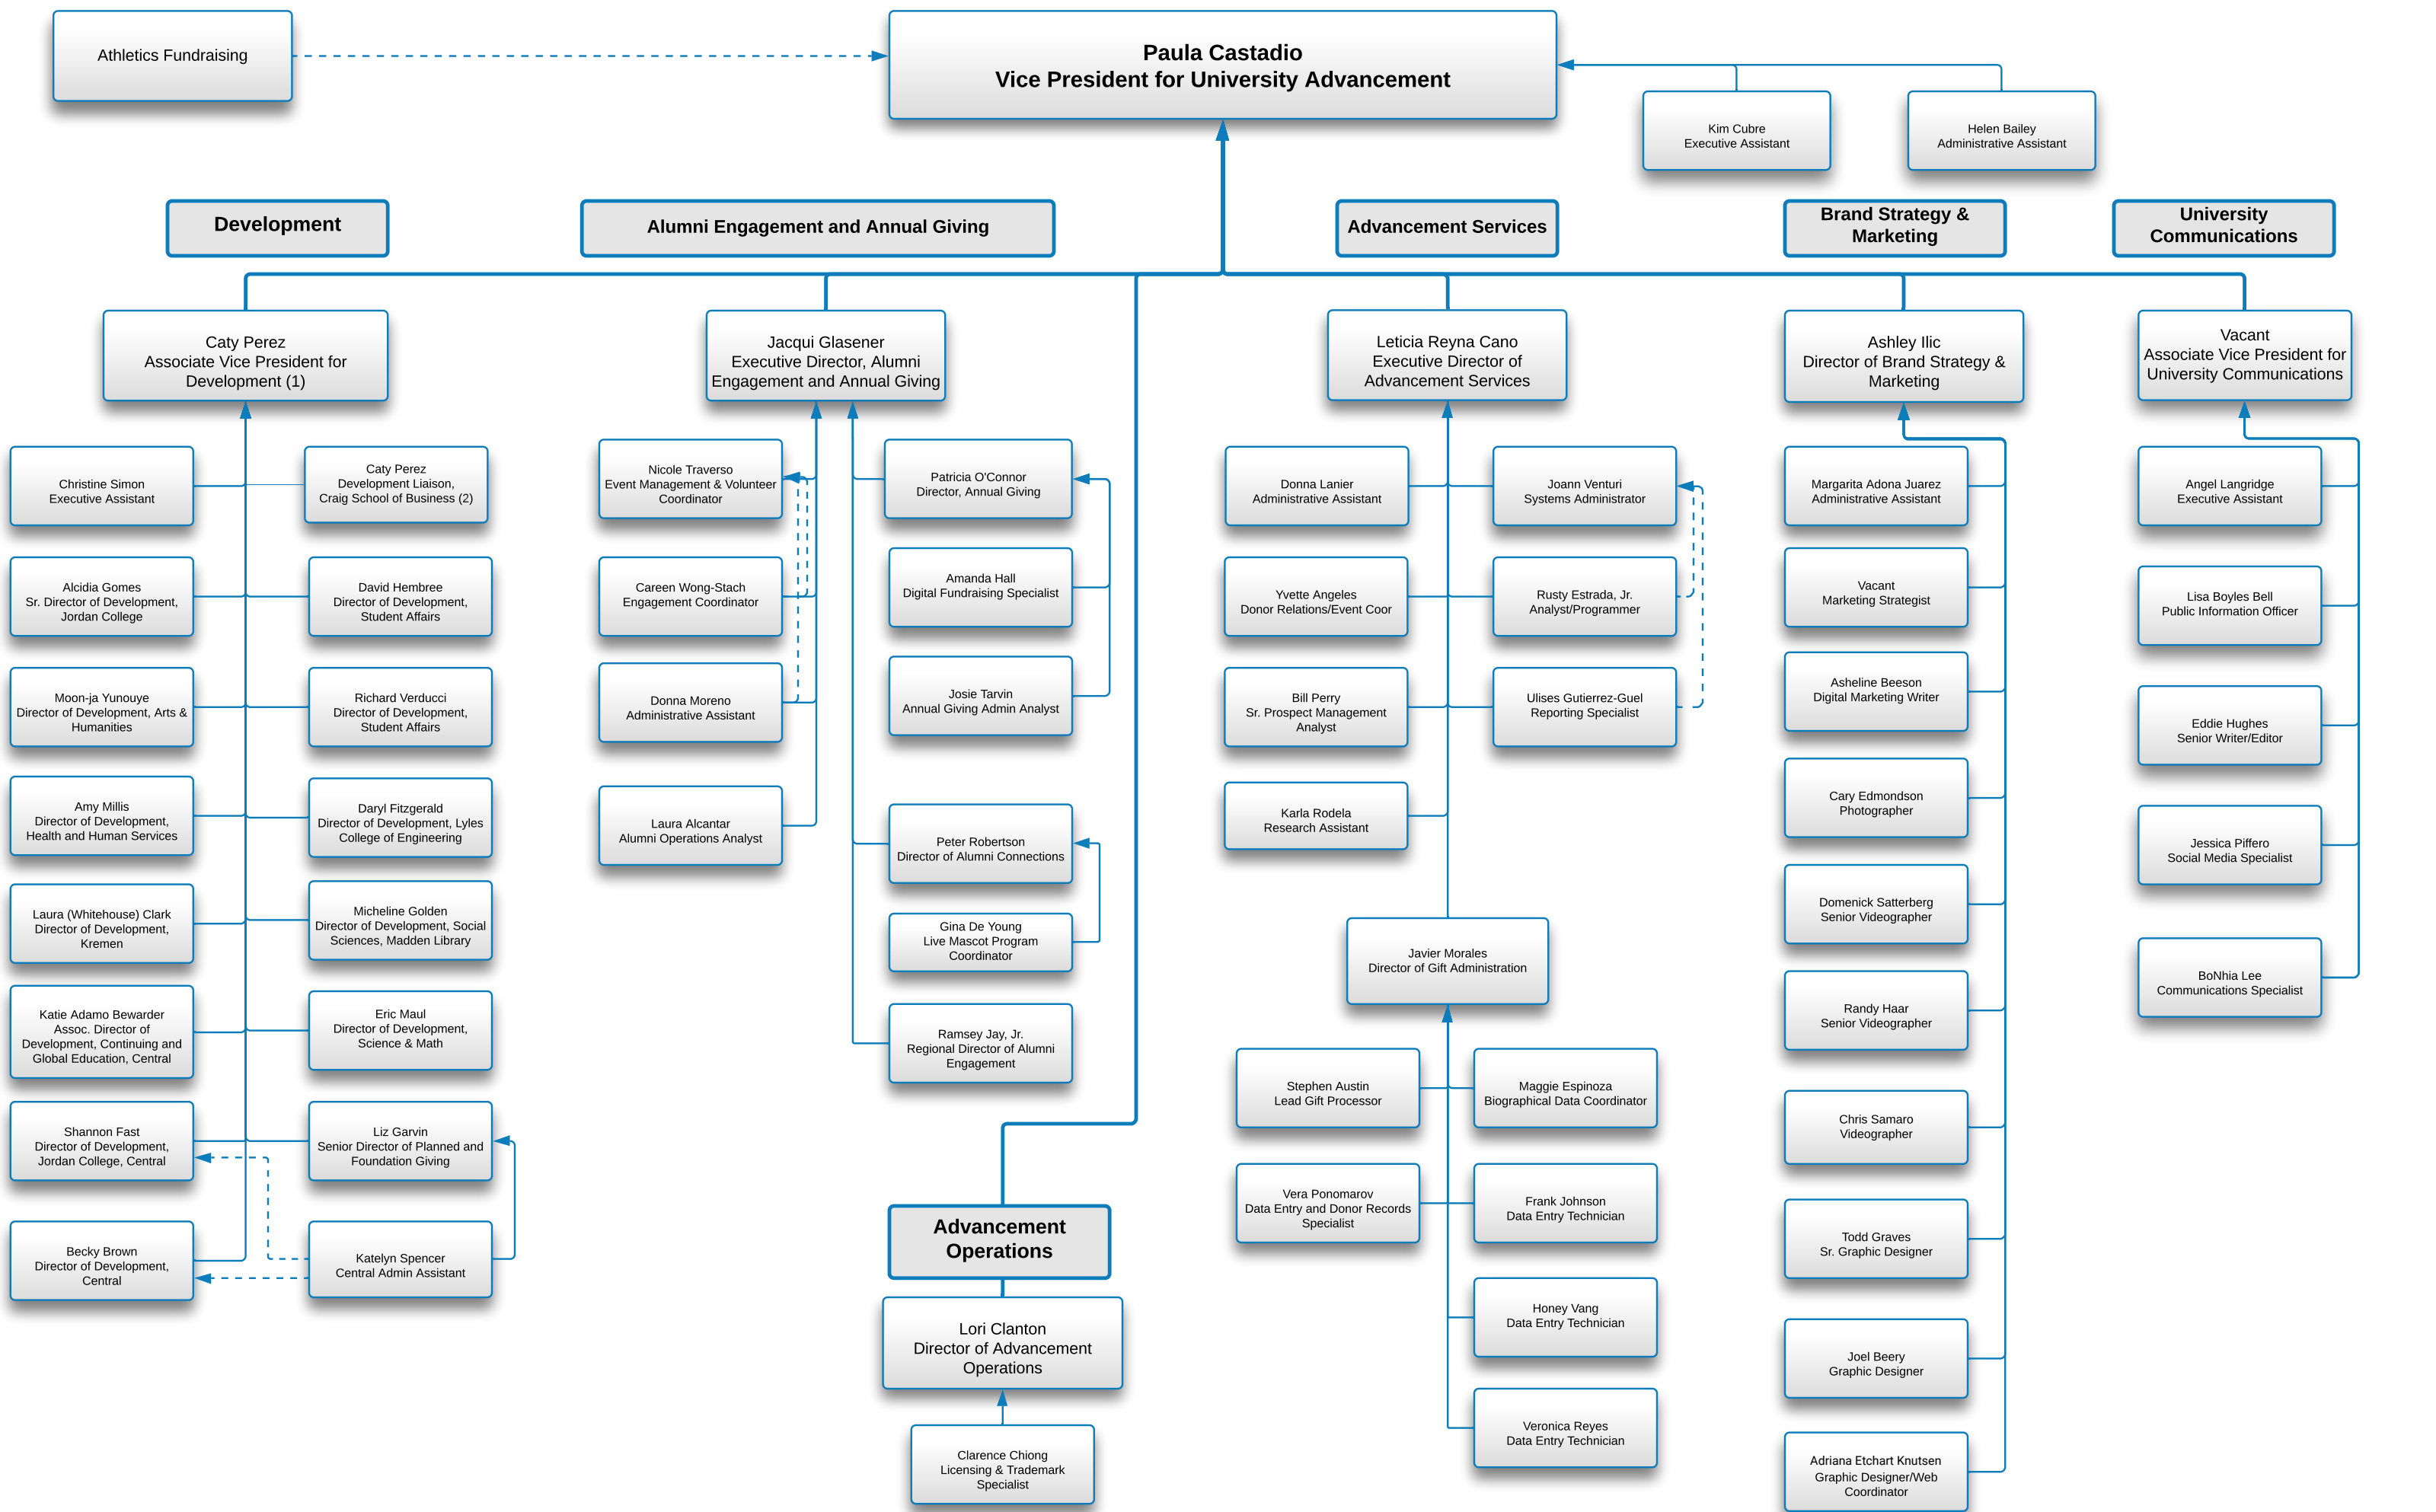 Athletics Fundraising
Paula Castadio
Vice President for University Advancement
Kim Cubre
Executive Assistant
Helen Bailey
Administrative Assistant
Development
Alumni Engagement and Annual Giving
Advancement Services
Brand Strategy &
Marketing
University
Communications
Caty Perez
Associate Vice President for
Development (1)
Jacqui Glasener
Executive Director, Alumni
Engagement and Annual Giving
Leticia Reyna Cano
Executive Director of
Advancement Services
Ashley Ilic
Director of Brand Strategy &
Marketing
Vacant
Associate Vice President for
University Communications
Christine Simon
Executive Assistant
Caty Perez
Development Liaison,
Craig School of Business (2)
Alcidia Gomes
Sr. Director of Development,
Jordan College
David Hembree
Director of Development,
Student Affairs
Moon-ja Yunouye
Director of Development, Arts &
Humanities
Richard Verducci
Director of Development,
Student Affairs
Amy Millis
Director of Development,
Health and Human Services
Daryl Fitzgerald
Director of Development, Lyles
College of Engineering
Laura (Whitehouse) Clark
Director of Development,
Kremen
Micheline Golden
Director of Development, Social
Sciences, Madden Library
Katie Adamo Bewarder
Assoc. Director of
Development, Continuing and
Global Education, Central
Eric Maul
Director of Development,
Science & Math
Shannon Fast
Director of Development,
Jordan College, Central
Liz Garvin
Senior Director of Planned and
Foundation Giving
Becky Brown
Director of Development,
Central
Katelyn Spencer
Central Admin Assistant
Nicole Traverso
Event Management & Volunteer
Coordinator
Careen Wong-Stach
Engagement Coordinator
Donna Moreno
Administrative Assistant
Laura Alcantar
Alumni Operations Analyst
Patricia O'Connor
Director, Annual Giving
Amanda Hall
Digital Fundraising Specialist
Josie Tarvin
Annual Giving Admin Analyst
Peter Robertson
Director of Alumni Connections
Gina De Young
Live Mascot Program
Coordinator
Ramsey Jay, Jr.
Regional Director of Alumni
Engagement
Advancement
Operations
Lori Clanton
Director of Advancement
Operations
Clarence Chiong
Licensing & Trademark
Specialist
Donna Lanier
Administrative Assistant
Joann Venturi
Systems Administrator
Yvette Angeles
Donor Relations/Event Coor
Rusty Estrada, Jr.
Analyst/Programmer
Bill Perry
Sr. Prospect Management
Analyst
Ulises Gutierrez-Guel
Reporting Specialist
Karla Rodela
Research Assistant
Javier Morales
Director of Gift Administration
Stephen Austin
Lead Gift Processor
Maggie Espinoza
Biographical Data Coordinator
Vera Ponomarov
Data Entry and Donor Records
Specialist
Frank Johnson
Data Entry Technician
Honey Vang
Data Entry Technician
Veronica Reyes
Data Entry Technician
Margarita Adona Juarez
Administrative Assistant
Vacant
Marketing Strategist
Asheline Beeson
Digital Marketing Writer
Cary Edmondson
Photographer
Domenick Satterberg
Senior Videographer
Randy Haar
Senior Videographer
Chris Samaro
Videographer
Todd Graves
Sr. Graphic Designer
Joel Beery
Graphic Designer
Adriana Etchart Knutsen
Graphic Designer/Web
Coordinator
Angel Langridge
Executive Assistant
Lisa Boyles Bell
Public Information Officer
Eddie Hughes
Senior Writer/Editor
Jessica Piffero
Social Media Specialist
BoNhia Lee
Communications Specialist